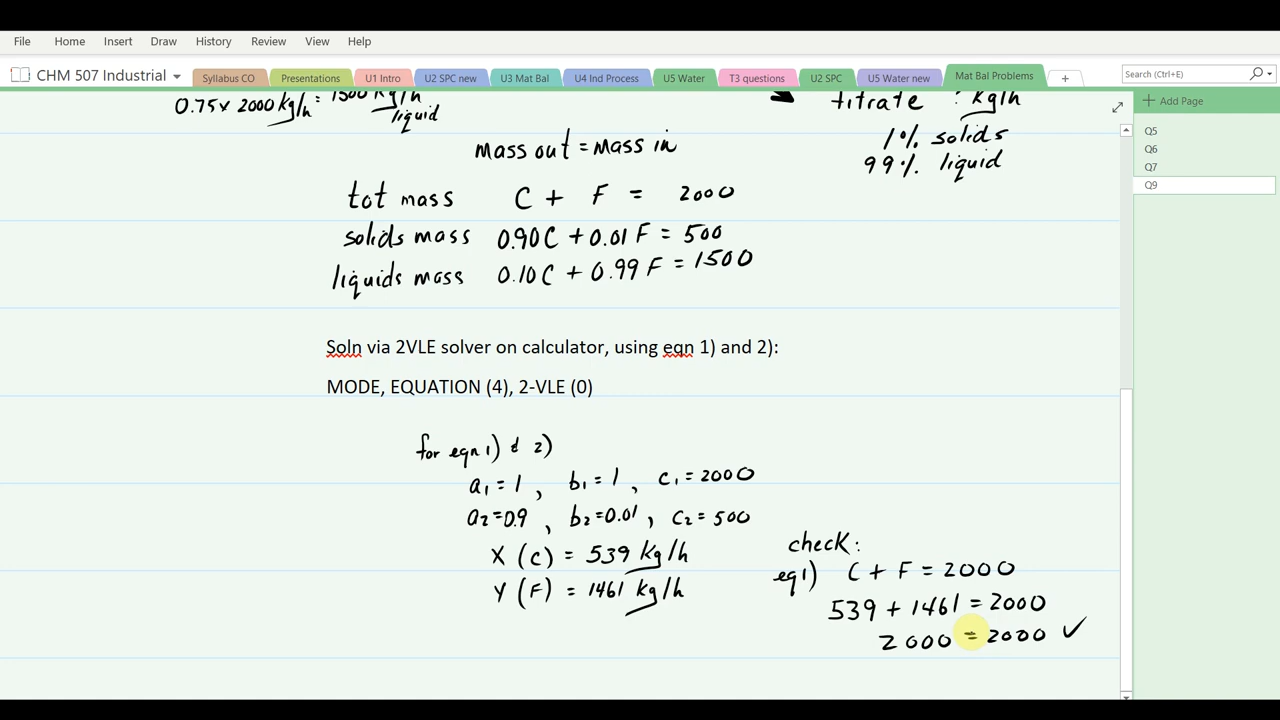 File Home Insert Draw History Review View Help
CHM 507 Industrial
Syllabus CO Presentations U1 Intro U2 SPC new U3 Mat Bal U4 Ind Process U5 Water T3 questions U2 SPC U5 Water new Mat Bal Problems +
Search (Ctrl+E)
Add Page
Q5
Q6
Q7
Q9
0.75 x 2000 kg/h = 1500 kg/h
liquid
titrate : kg/h
1% solids
99% liquid
mass out = mass in
tot mass C + F = 2000
solids mass 0.90C + 0.01F = 500
liquids mass 0.10C + 0.99F = 1500
Soln via 2VLE solver on calculator, using eqn 1) and 2):
MODE, EQUATION (4), 2-VLE (0)
for eqn 1) & 2)
a1 = 1 , b1 = 1 , c1 = 2000
a2 = 0.9 , b2 = 0.01 , c2 = 500
X (C) = 539 kg/h
Y (F) = 1461 kg/h
check:
eq1) C + F = 2000
539 + 1461 = 2000
2000 = 2000 ✓